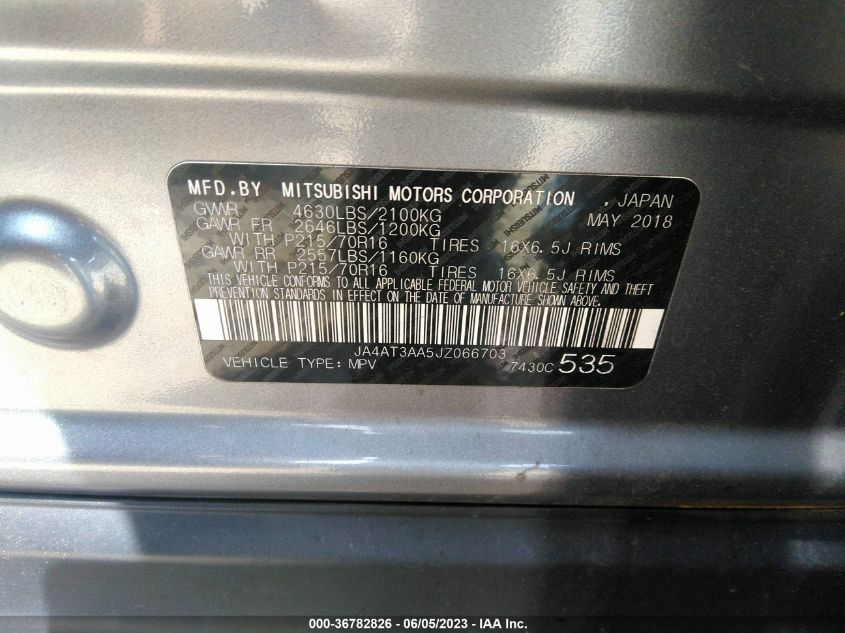 MFD.BY MITSUBISHI MOTORS CORPORATION , JAPAN
GVWR 4630LBS/2100KG MAY 2018
GAWR FR 2646LBS/1200KG
WITH P215/70R16 TIRES 16X6.5J RIMS
GAWR RR 2557LBS/1160KG
WITH P215/70R16 TIRES 16X6.5J RIMS
THIS VEHICLE CONFORMS TO ALL APPLICABLE FEDERAL MOTOR VEHICLE SAFETY AND THEFT
PREVENTION STANDARDS IN EFFECT ON THE DATE OF MANUFACTURE SHOWN ABOVE.
JA4AT3AA5JZ066703
VEHICLE TYPE: MPV 7430C 535
000-36782826 - 06/05/2023 - IAA Inc.